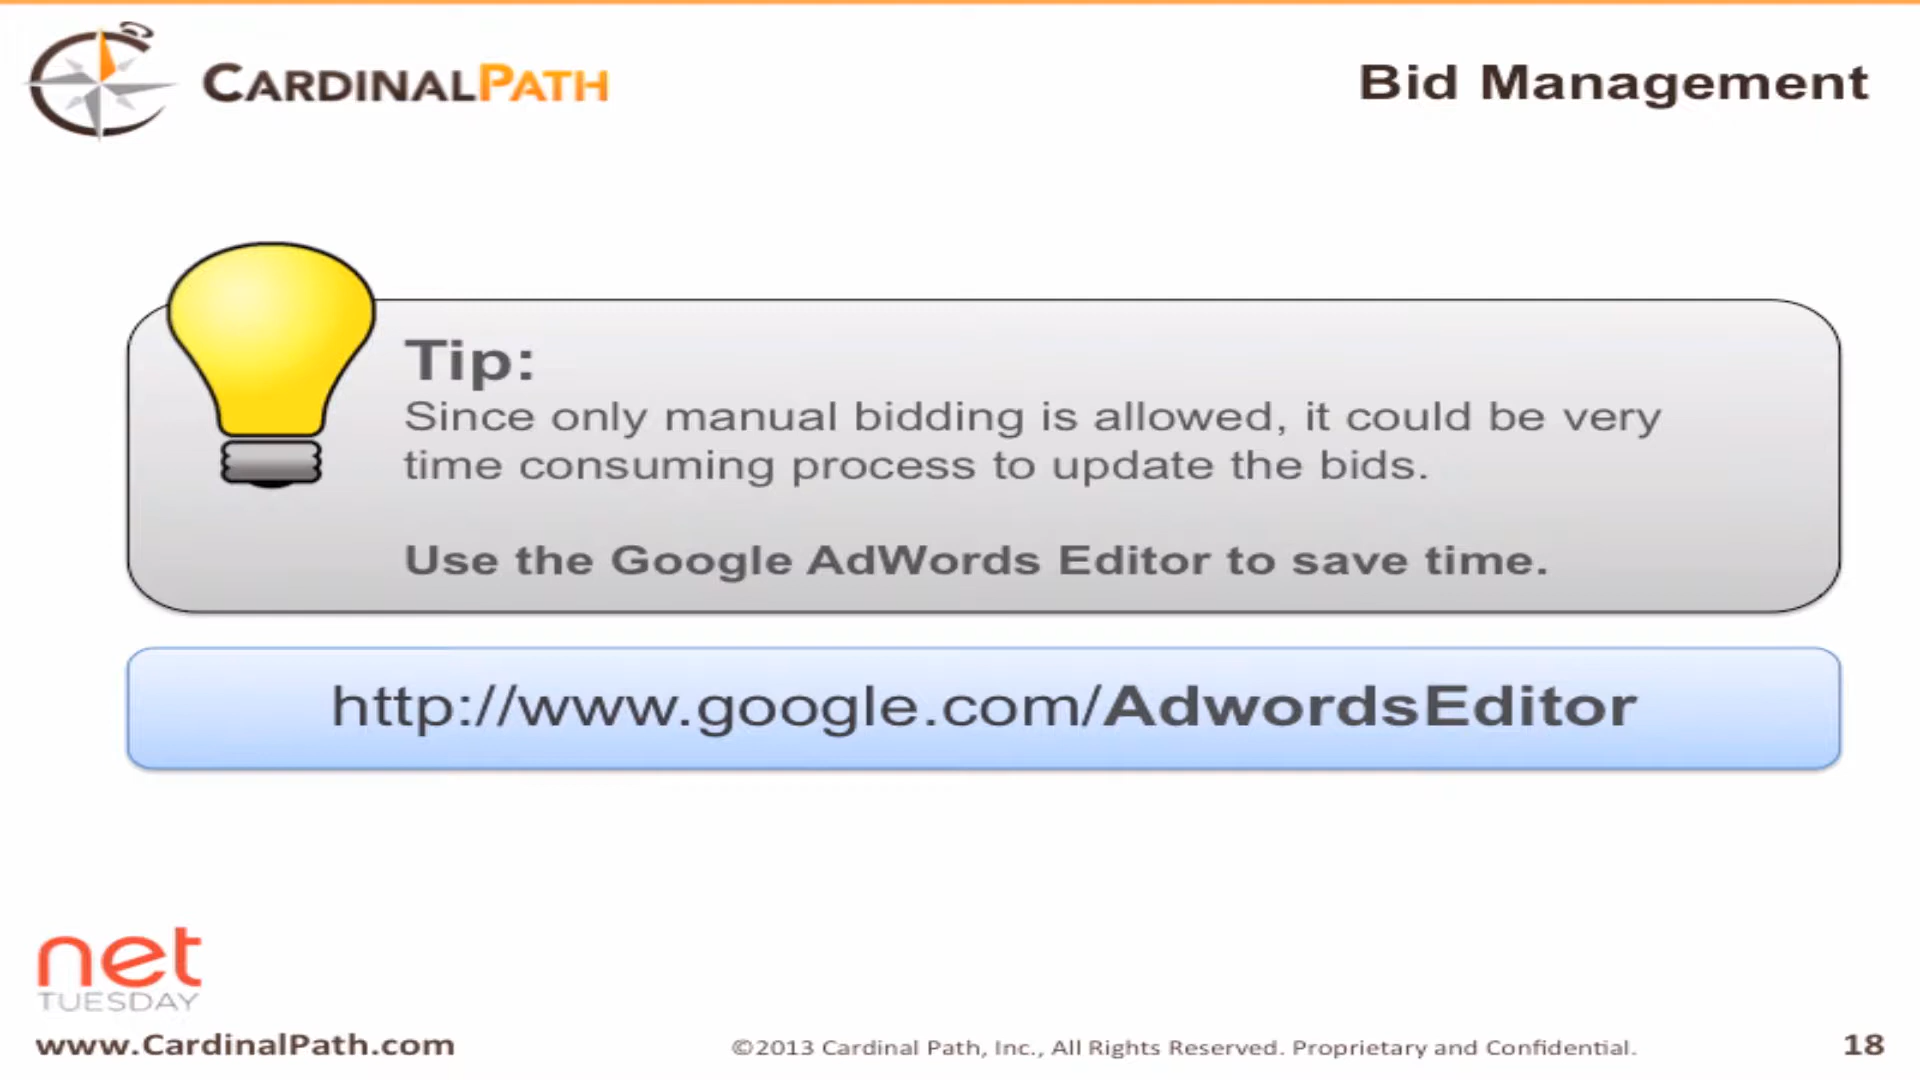 CARDINALPATH
Bid Management
Tip:
Since only manual bidding is allowed, it could be very
time consuming process to update the bids.
Use the Google AdWords Editor to save time.
http://www.google.com/AdwordsEditor
net
TUESDAY
www.CardinalPath.com
©2013 Cardinal Path, Inc., All Rights Reserved. Proprietary and Confidential.
18